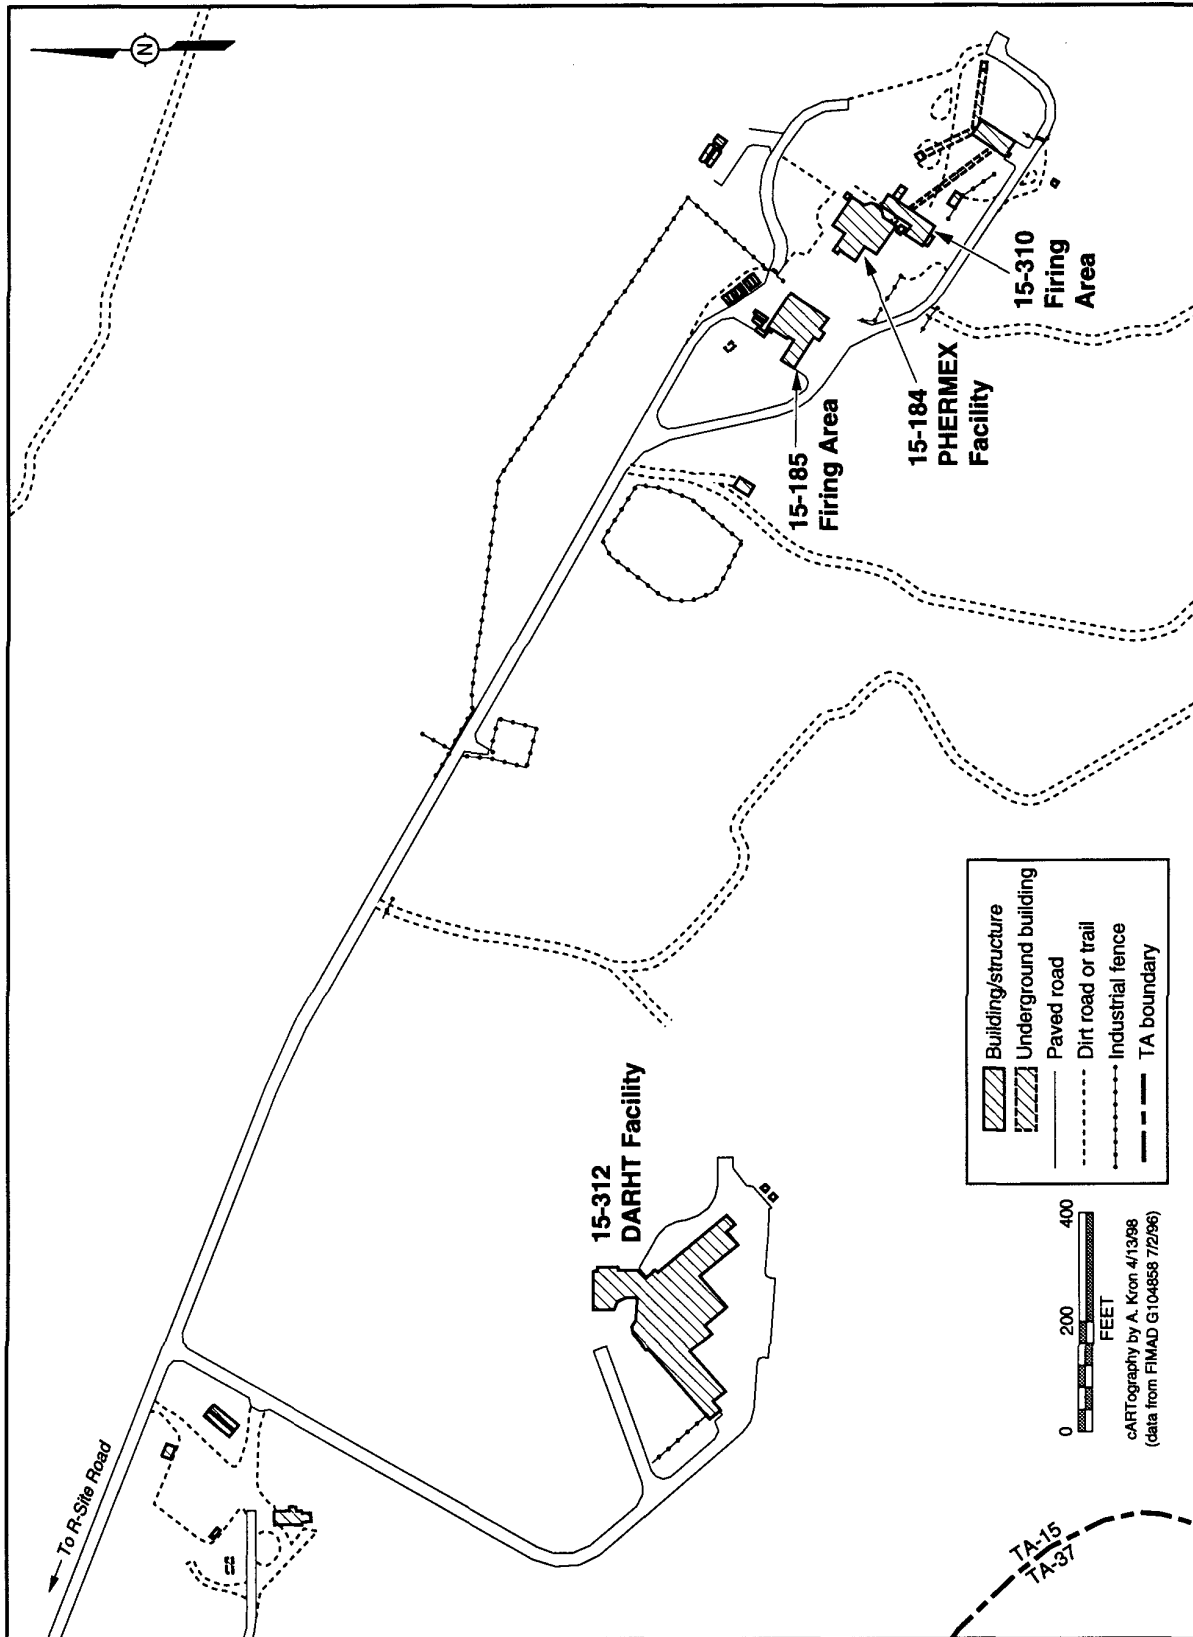 N
To R-Site Road
15-312
DARHT Facility
15-185
Firing Area
15-184
PHERMEX
Facility
15-310
Firing
Area
Building/structure
Underground building
Paved road
Dirt road or trail
Industrial fence
TA boundary
0 200 400
FEET
cARTography by A. Kron 4/13/98
(data from FIMAD G104858 7/2/96)
TA-15
TA-37